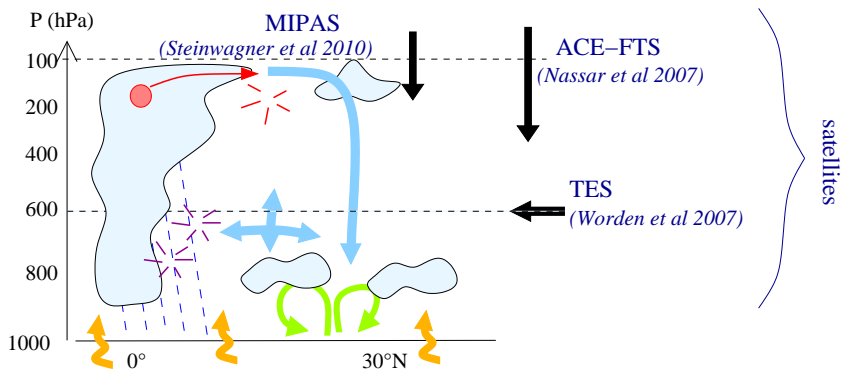 P (hPa)
MIPAS
(Steinwagner et al 2010)
ACE−FTS
(Nassar et al 2007)
100
200
400
TES
600
(Worden et al 2007)
800
1000
0°
30°N
satellites